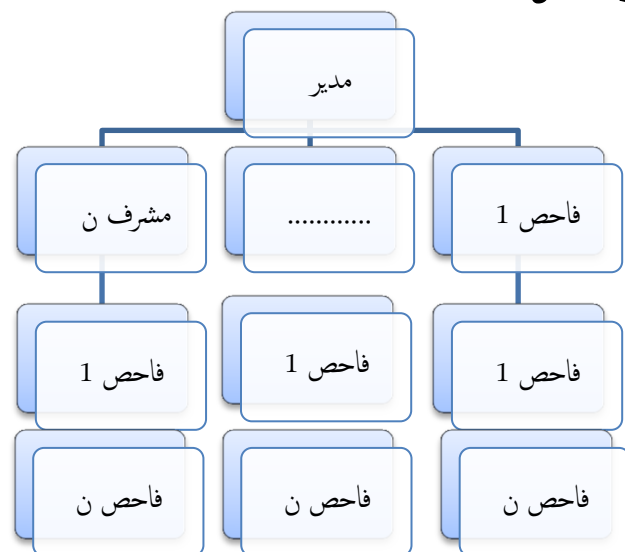 مدير
فاحص 1
............
مشرف ن
فاحص 1
فاحص 1
فاحص 1
فاحص ن
فاحص ن
فاحص ن